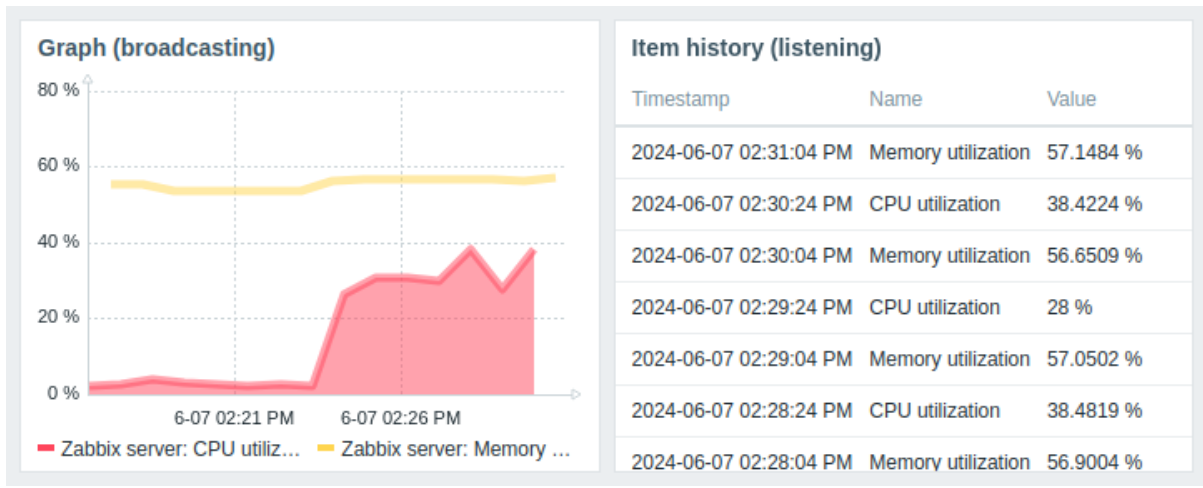 Graph (broadcasting)
80 %
60 %
40 %
20 %
0 %
6-07 02:21 PM 6-07 02:26 PM
Zabbix server: CPU utiliz... Zabbix server: Memory ...
Item history (listening)
Timestamp Name Value
2024-06-07 02:31:04 PM Memory utilization 57.1484 %
2024-06-07 02:30:24 PM CPU utilization 38.4224 %
2024-06-07 02:30:04 PM Memory utilization 56.6509 %
2024-06-07 02:29:24 PM CPU utilization 28 %
2024-06-07 02:29:04 PM Memory utilization 57.0502 %
2024-06-07 02:28:24 PM CPU utilization 38.4819 %
2024-06-07 02:28:04 PM Memory utilization 56.9004 %